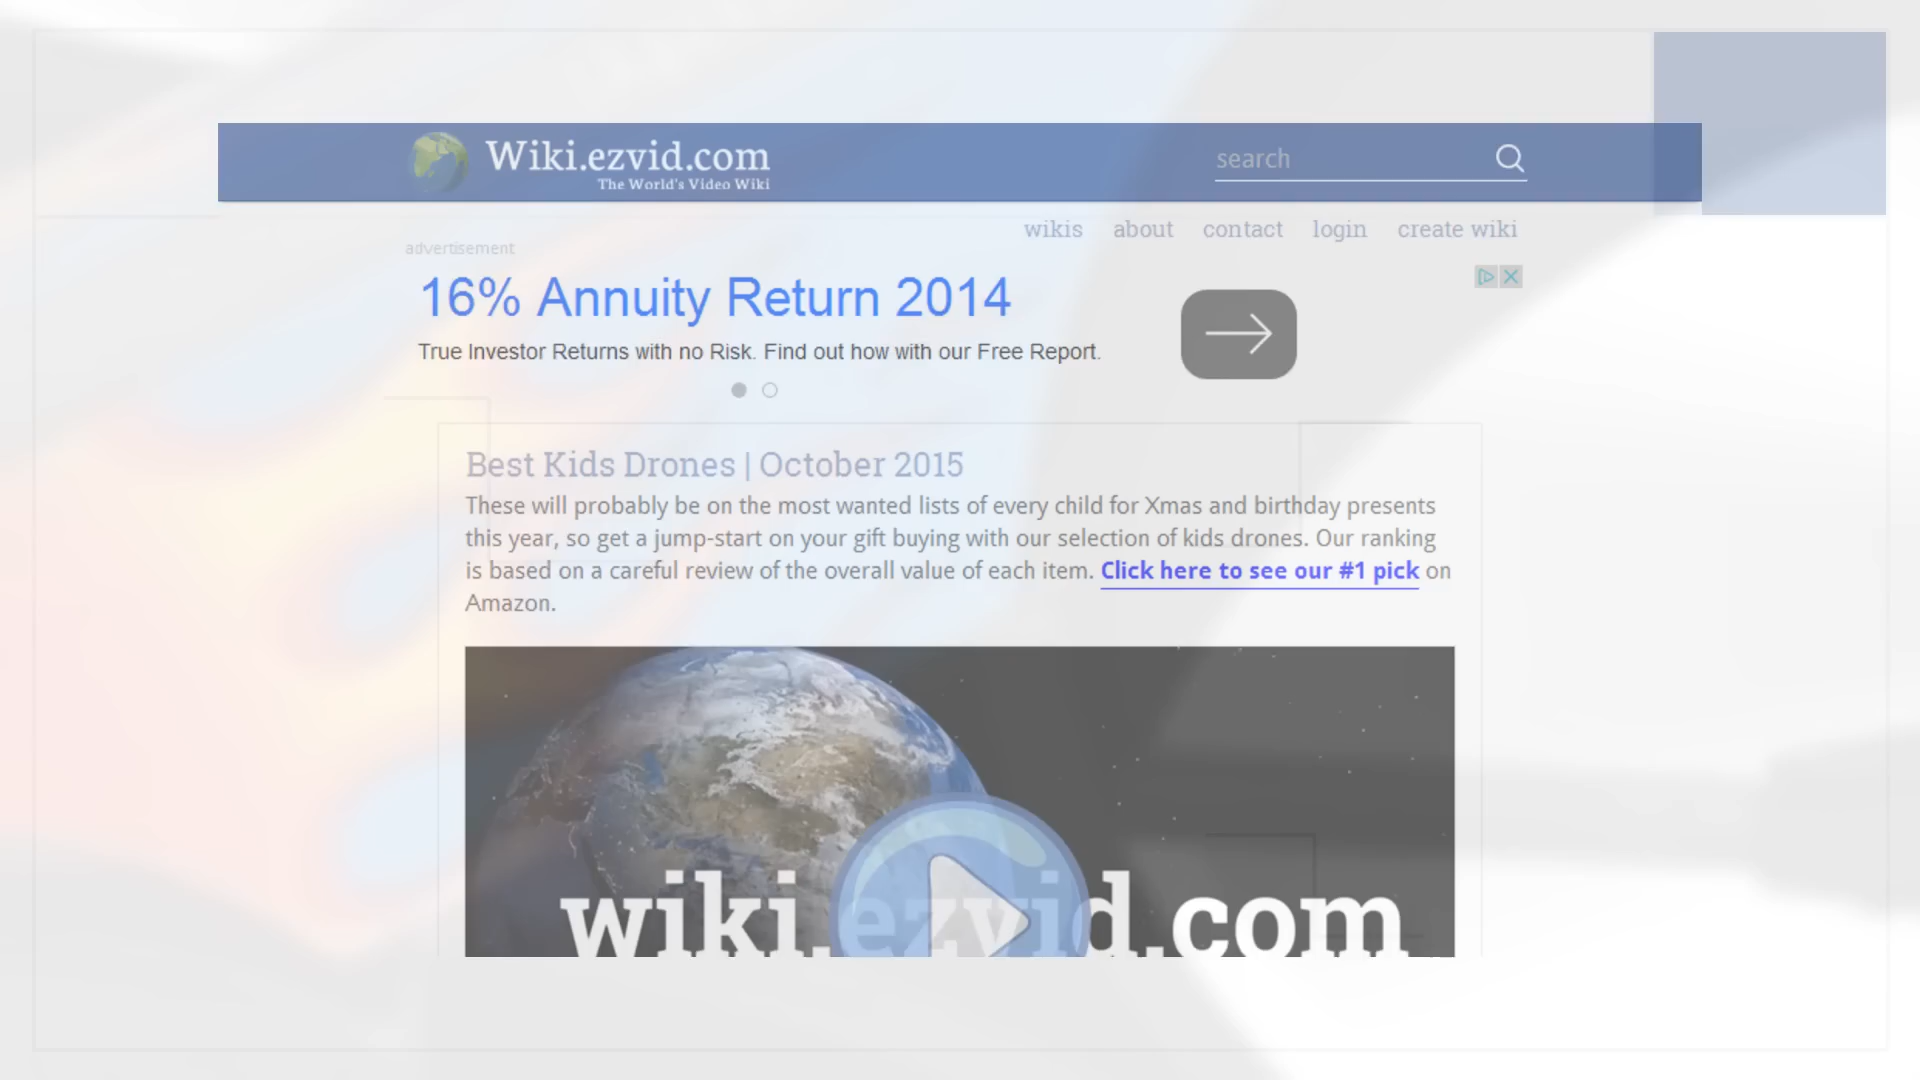 Wiki.ezvid.com
The World's Video Wiki
search
wikis about contact login create wiki
advertisement
16% Annuity Return 2014
True Investor Returns with no Risk. Find out how with our Free Report.
Best Kids Drones | October 2015
These will probably be on the most wanted lists of every child for Xmas and birthday presents
this year, so get a jump-start on your gift buying with our selection of kids drones. Our ranking
is based on a careful review of the overall value of each item. Click here to see our #1 pick on
Amazon.
wiki.ezvid.com